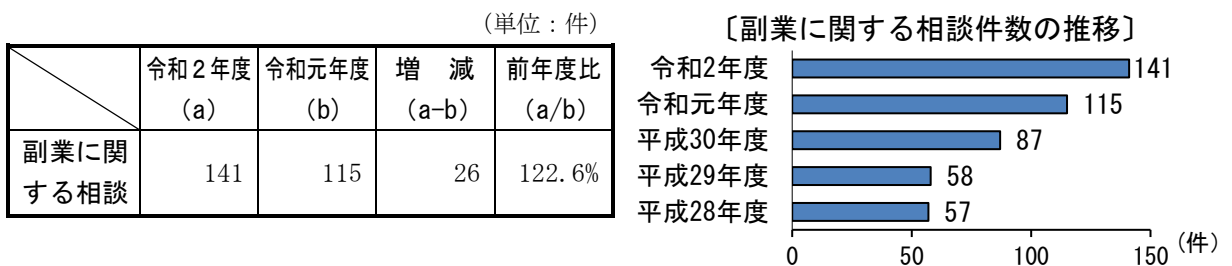 （単位：件）
令和２年度 令和元年度 増　減 前年度比
（a） （b） （a−b） （a/b）
副業に関
する相談
141 115 26 122.6%
〔副業に関する相談件数の推移〕
令和2年度 141
令和元年度 115
平成30年度 87
平成29年度 58
平成28年度 57
0 50 100 150 (件)